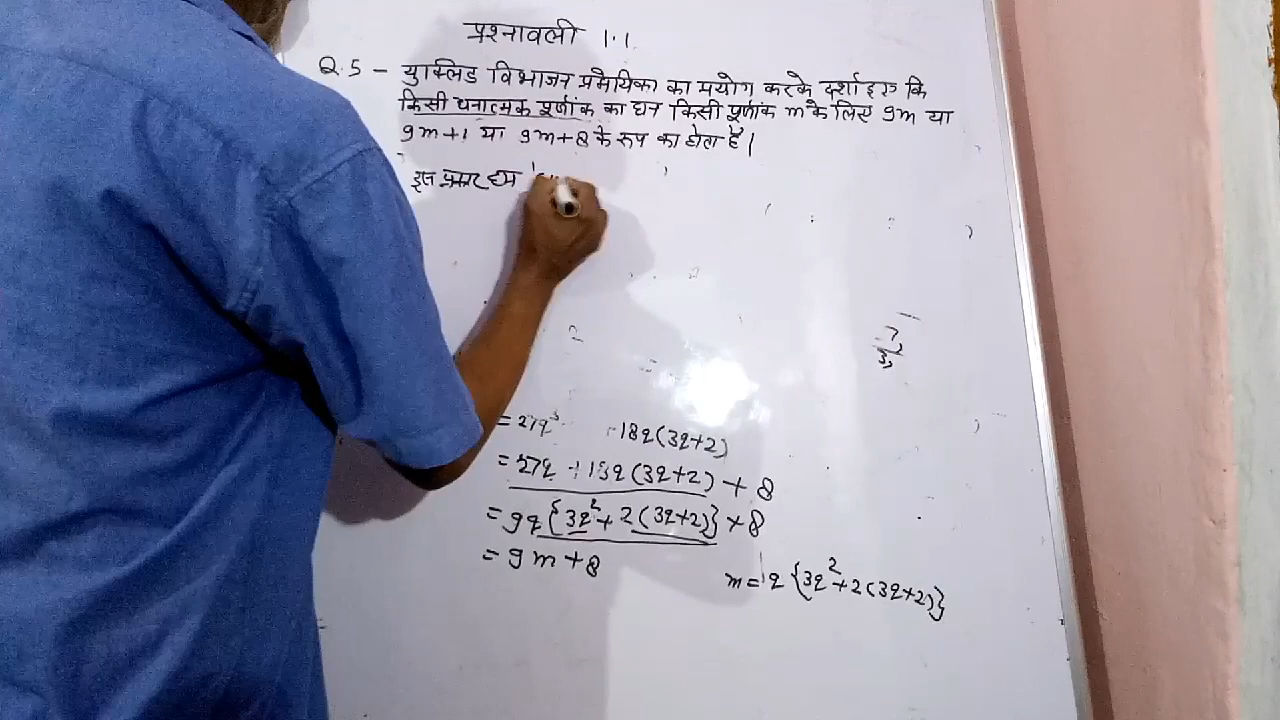 प्रश्नावली 1.1
Q.5 - युक्लिड विभाजन प्रमेयिका का प्रयोग करके दर्शाइए कि
किसी धनात्मक पूर्णांक का घन किसी पूर्णांक m के लिए 9m या
9m+1 या 9m+8 के रूप का होता है।
इस प्रकार हम
= 27q³ 18q(3q+2)
= 27q + 18q(3q+2) + 8
= 9q{3q²+2(3q+2)} + 8
= 9m+8
m = q{3q²+2(3q+2)}